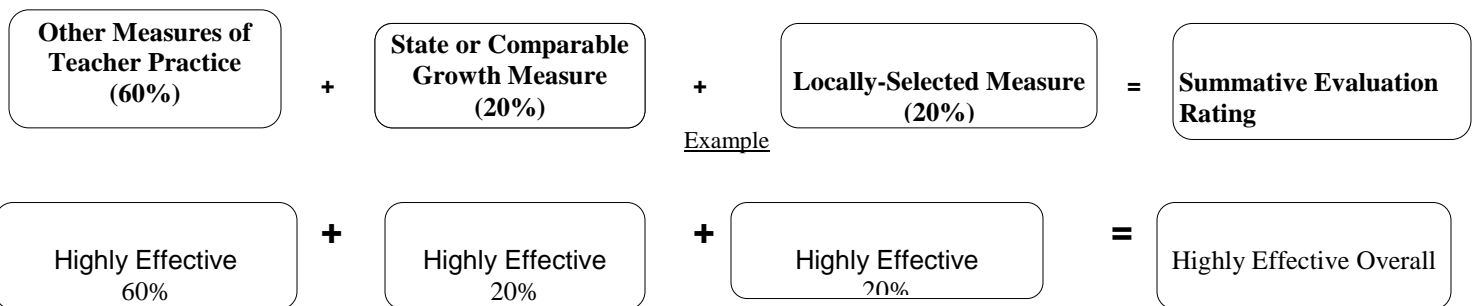 Other Measures of
Teacher Practice
(60%)
+
State or Comparable
Growth Measure
(20%)
+
Locally-Selected Measure
(20%)
=
Summative Evaluation
Rating
Example
Highly Effective
60%
+
Highly Effective
20%
+
Highly Effective
20%
=
Highly Effective Overall